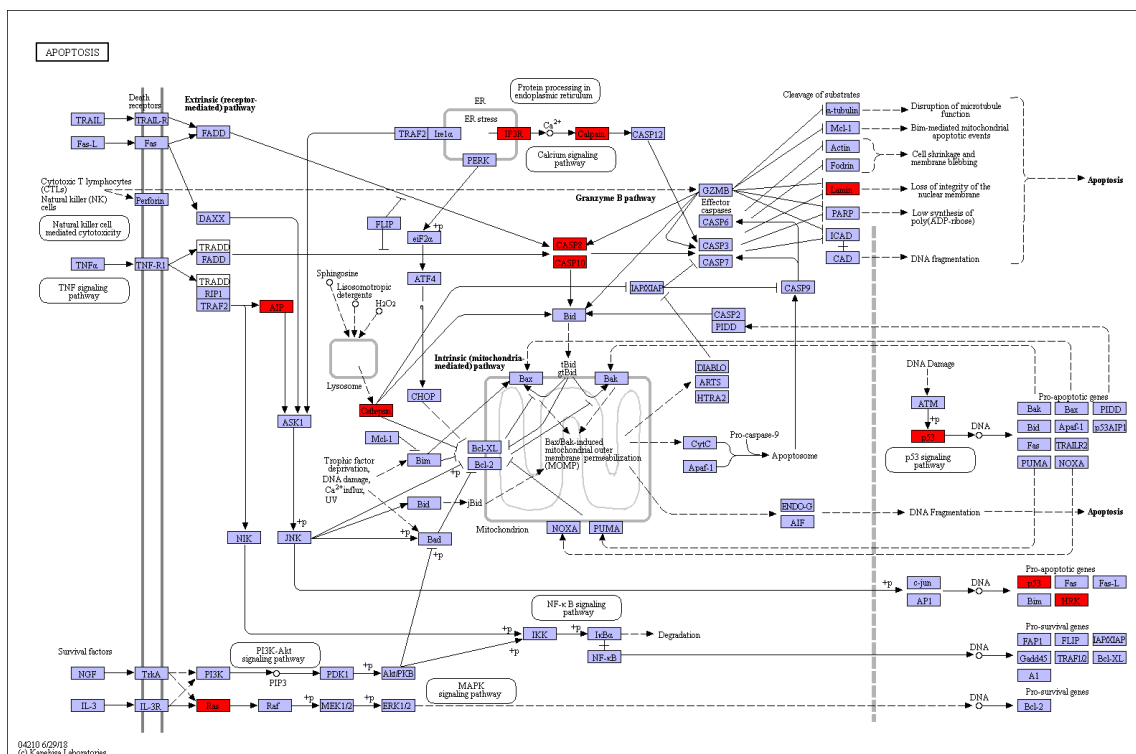 APOPTOSIS
Death
receptors
Extrinsic (receptor-
mediated) pathway
TRAIL
TRAIL-R
FADD
Fas-L
Fas
Cytotoxic T lymphocytes
(CTLs)
Natural killer (NK)
cells
Perforin
DAXX
Natural killer cell
mediated cytotoxicity
TRADD
FADD
TNFα
TNF-R1
TRADD
RIP1
TRAF2
TNF signaling
pathway
AIP
ER
ER stress
TRAF2
Ire1α
IP3R
Ca2+
Calpain
CASP12
Protein processing in
endoplasmic reticulum
Calcium signaling
pathway
PERK
Granzyme B pathway
GZMB
Effector
caspases
CASP6
CASP3
CASP7
FLIP
+p
eiF2α
ATF4
e
CHOP
CASP8
CASP10
Cleavage of substrates
α-tubulin
Mcl-1
Actin
Fodrin
Lamin
PARP
ICAD
CAD
Disruption of microtubule
function
Bim-mediated mitochondrial
apoptotic events
Cell shrinkage and
membrane blebbing
Loss of integrity of the
nuclear membrane
Low synthesis of
poly(ADP-ribose)
DNA fragmentation
Apoptosis
Sphingosine
Lisosomotropic
detergents
H2O2
Lysosome
Cathepsin
IAP/XIAP
CASP9
Bid
CASP2
PIDD
Intrinsic (mitochondria-
mediated) pathway
tBid
gtBid
Bax
Bak
DIABLO
ARTS
HTRA2
ASK1
Mcl-1
Bim
Bcl-XL
Bcl-2
+p
Bax/Bak-induced
mitochondrial outer
membrane permeabilization
(MOMP)
CytC
Apaf-1
Pro-caspase-9
Apoptosome
Trophic factor
deprivation,
DNA damage,
Ca2+influx,
UV
Bid
jBid
Bad
+p
Mitochondrion
NOXA
PUMA
ENDO-G
AIF
DNA Fragmentation
Apoptosis
DNA Damage
ATM
+p
p53
DNA
p53 signaling
pathway
Pro-apoptotic genes
Bak
Bax
PIDD
Bid
Apaf-1
p53AIP1
Fas
TRAILR2
PUMA
NOXA
NIK
+p
JNK
+p
c-jun
AP1
DNA
Pro-apoptotic genes
p53
Fas
Fas-L
Bim
HRK
NF-κB signaling
pathway
+p
+p
IKK
+p
IκBα
Degradation
NF-κB
DNA
Pro-survival genes
FAP1
FLIP
IAP/XIAP
Gadd45
TRAF1/2
Bcl-XL
A1
Survival factors
PI3K-Akt
signaling pathway
NGF
TrkA
PI3K
PIP3
PDK1
+p
Akt/PKB
MAPK
signaling pathway
IL-3
IL-3R
Ras
Raf
+p
MEK1/2
+p
ERK1/2
DNA
Pro-survival genes
Bcl-2
04210 6/29/18
(c) Kanehisa Laboratories